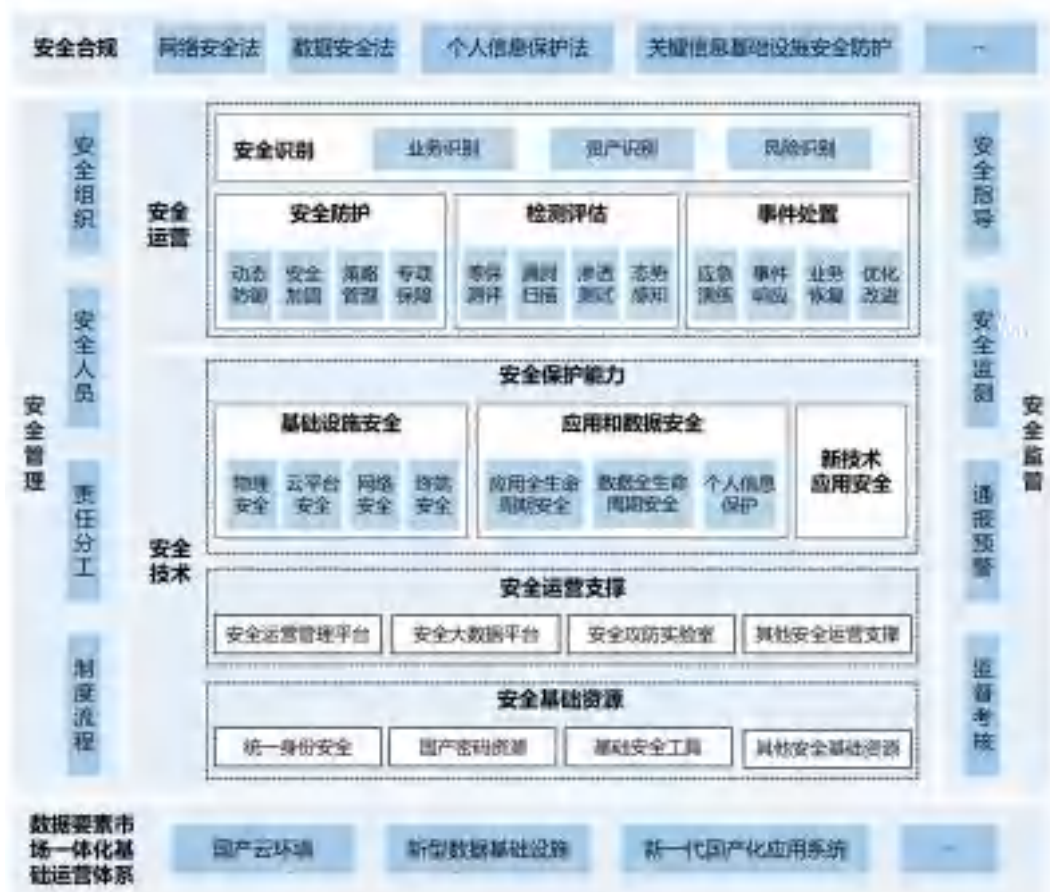 安全合规
网络安全法
数据安全法
个人信息保护法
关键信息基础设施安全防护
...
安全管理
安全组织
安全人员
责任分工
制度流程
安全
运营
安全识别
业务识别
资产识别
风险识别
安全防护
动态
防御
安全
加固
策略
管理
专项
保障
检测评估
等保
测评
漏洞
扫描
渗透
测试
态势
感知
事件处置
应急
演练
事件
响应
业务
恢复
优化
改进
安全
技术
安全保护能力
基础设施安全
物理
安全
云平台
安全
网络
安全
终端
安全
应用和数据安全
应用全生命
周期安全
数据全生命
周期安全
个人信息
保护
新技术
应用安全
安全运营支撑
安全运营管理平台
安全大数据平台
安全攻防实验室
其他安全运营支撑
安全基础资源
统一身份安全
国产密码资源
基础安全工具
其他安全基础资源
安全监管
安全指导
安全监测
通报预警
监督考核
数据要素市
场一体化基
础运营体系
国产云环境
新型数据基础设施
新一代国产化应用系统
...